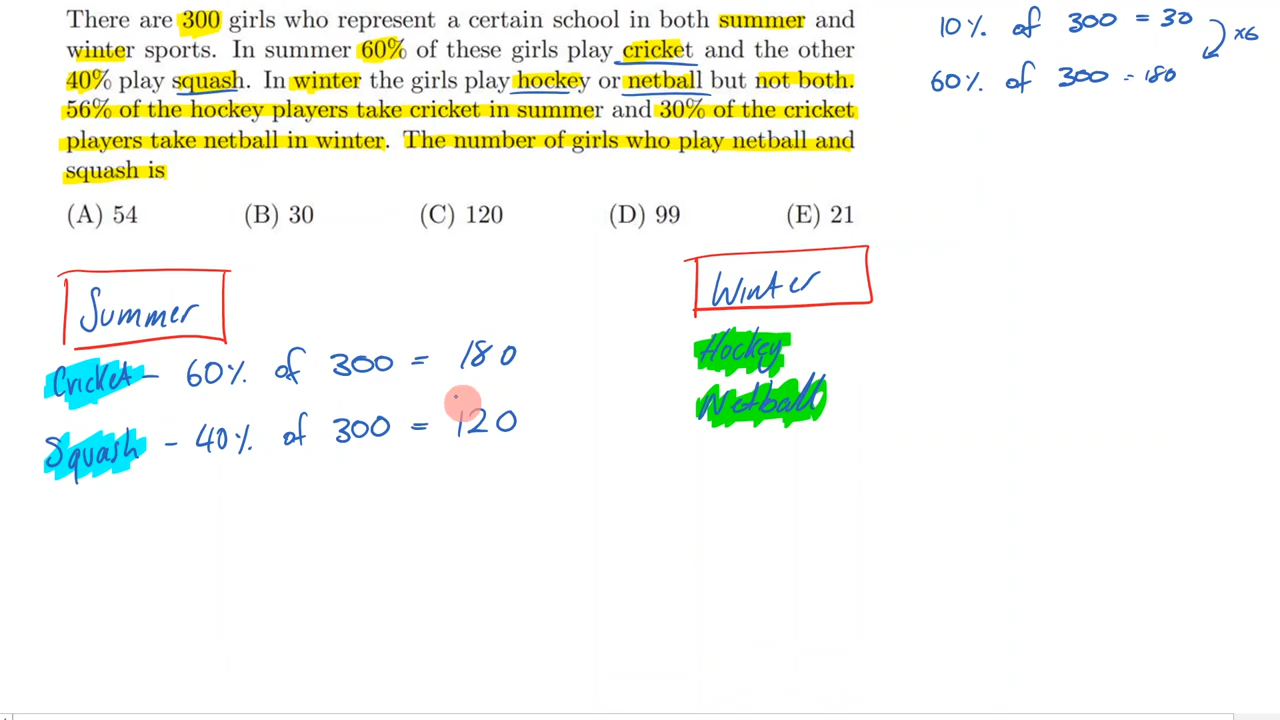 There are 300 girls who represent a certain school in both summer and
winter sports. In summer 60% of these girls play cricket and the other
40% play squash. In winter the girls play hockey or netball but not both.
56% of the hockey players take cricket in summer and 30% of the cricket
players take netball in winter. The number of girls who play netball and
squash is
(A) 54 (B) 30 (C) 120 (D) 99 (E) 21
10% of 300 = 30
x6
60% of 300 = 180
Summer
Cricket - 60% of 300 = 180
Squash - 40% of 300 = 120
Winter
Hockey
Netball